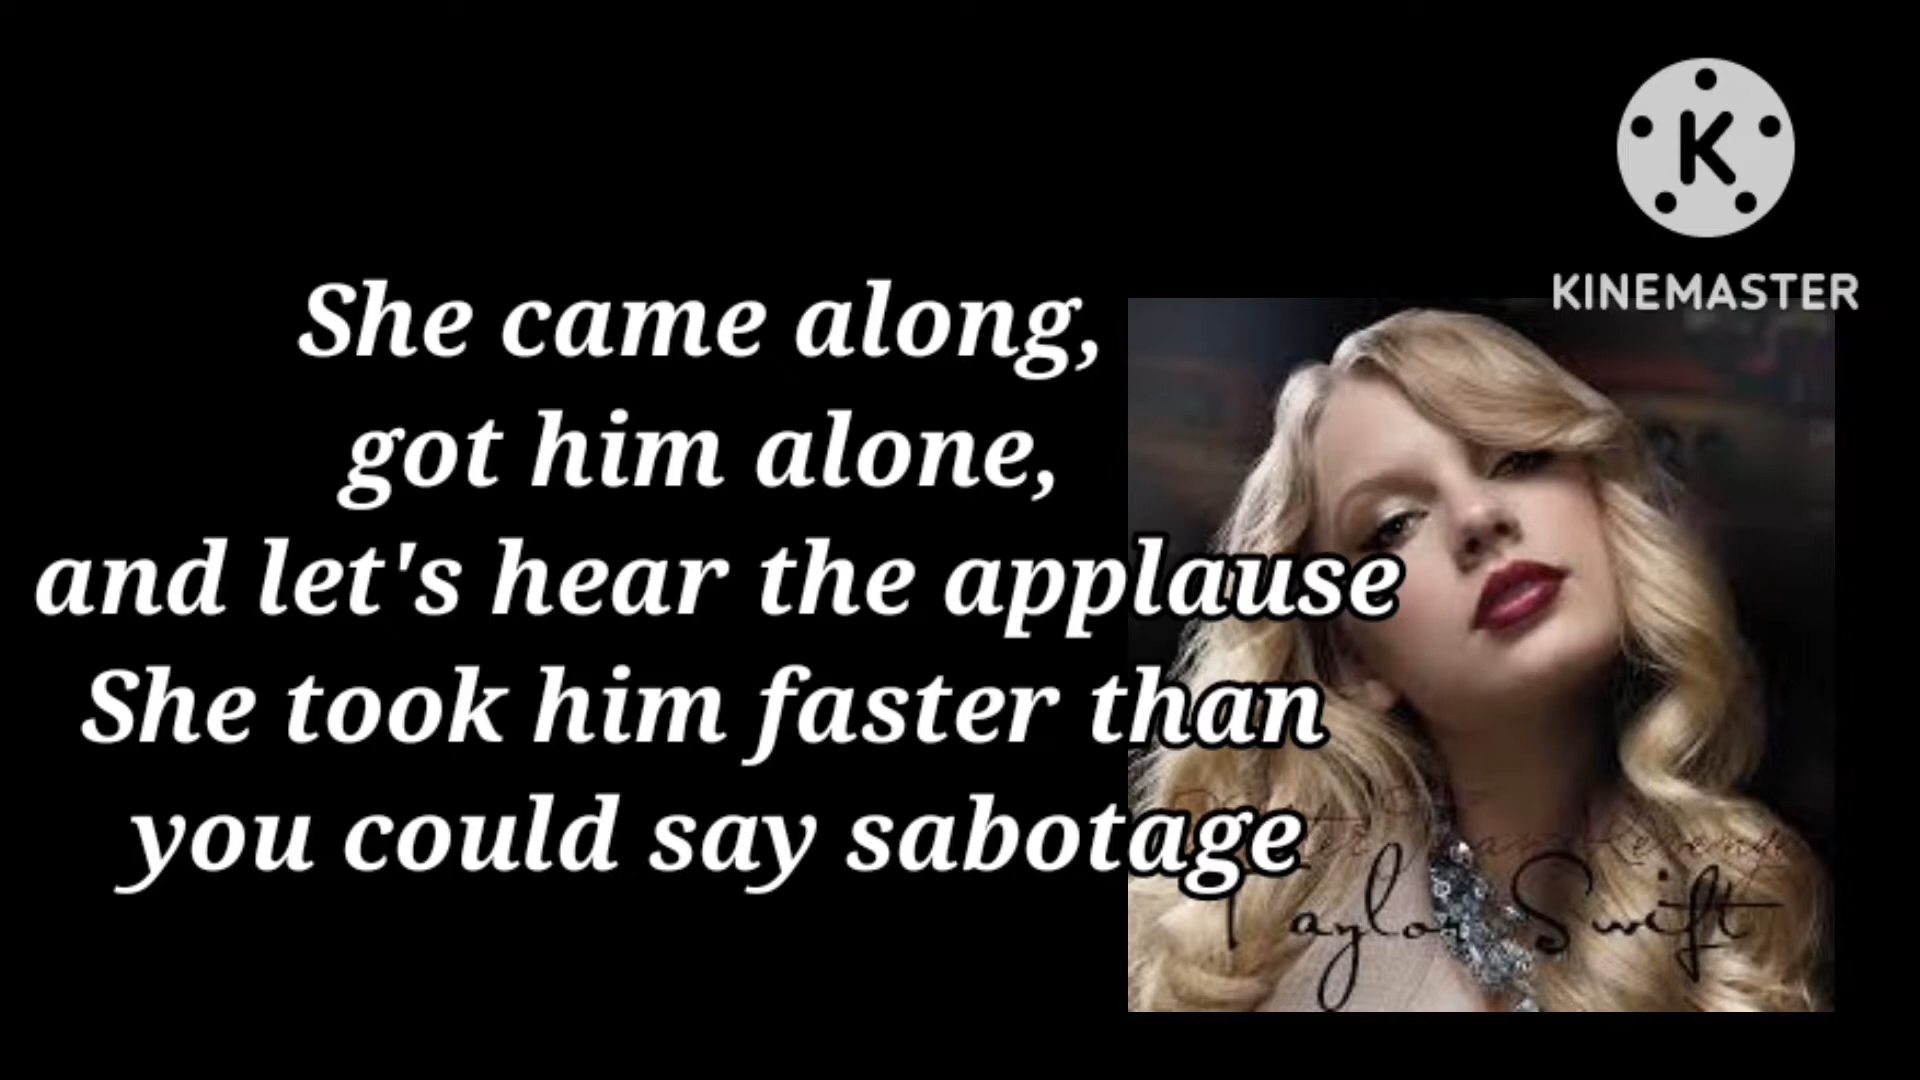 K
KINEMASTER
She came along,
got him alone,
and let's hear the applause
She took him faster than
you could say sabotage
Taylor Swift